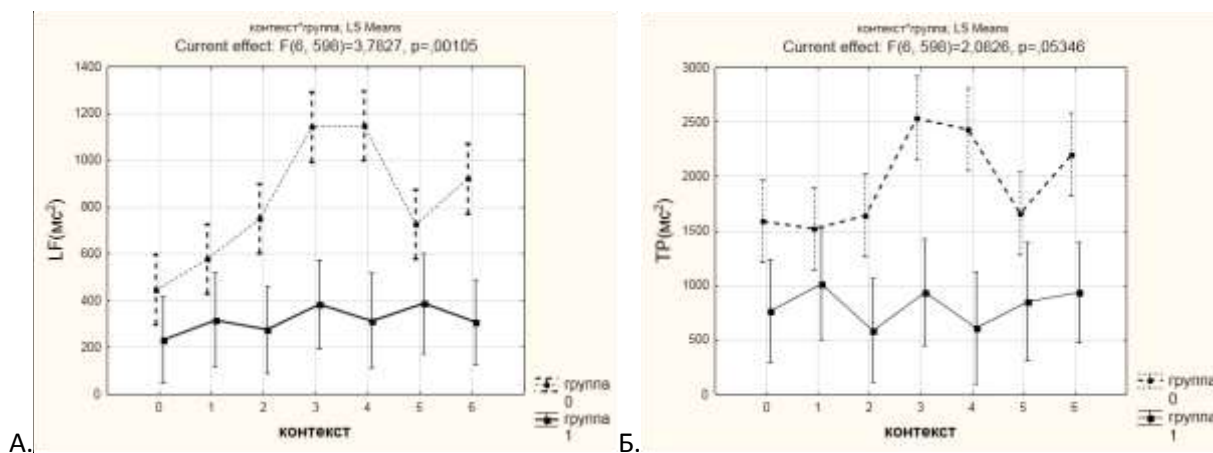 контекст*группа; LS Means
Current effect: F(6, 598)=3,7827, p=,00105
1400
1200
1000
800
600
400
200
0
LF(мс²)
0 1 2 3 4 5 6
контекст
группа
0
группа
1
А.
контекст*группа; LS Means
Current effect: F(6, 598)=2,0826, p=,05346
3000
2500
2000
1500
1000
500
0
TP(мс²)
0 1 2 3 4 5 6
контекст
группа
0
группа
1
Б.